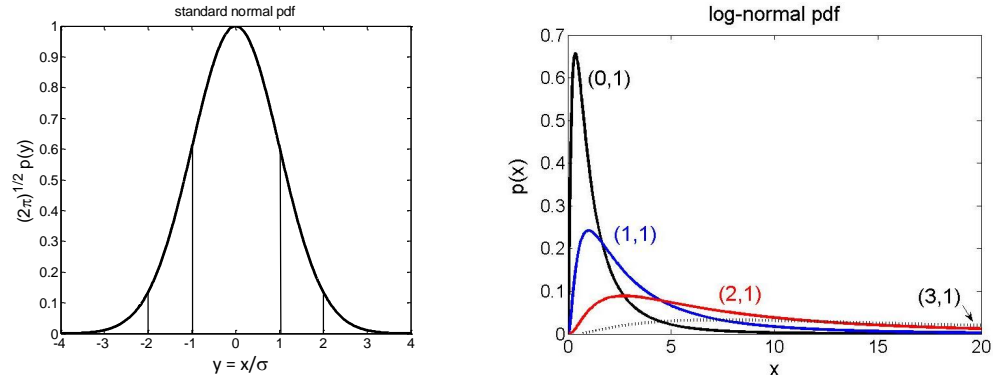 standard normal pdf
1
0.9
0.8
0.7
0.6
0.5
0.4
0.3
0.2
0.1
0
(2π)^1/2 p(y)
-4 -3 -2 -1 0 1 2 3 4
y = x/σ
log-normal pdf
0.7
0.6
0.5
0.4
0.3
0.2
0.1
0
p(x)
(0,1)
(1,1)
(2,1)
(3,1)
0 5 10 15 20
x